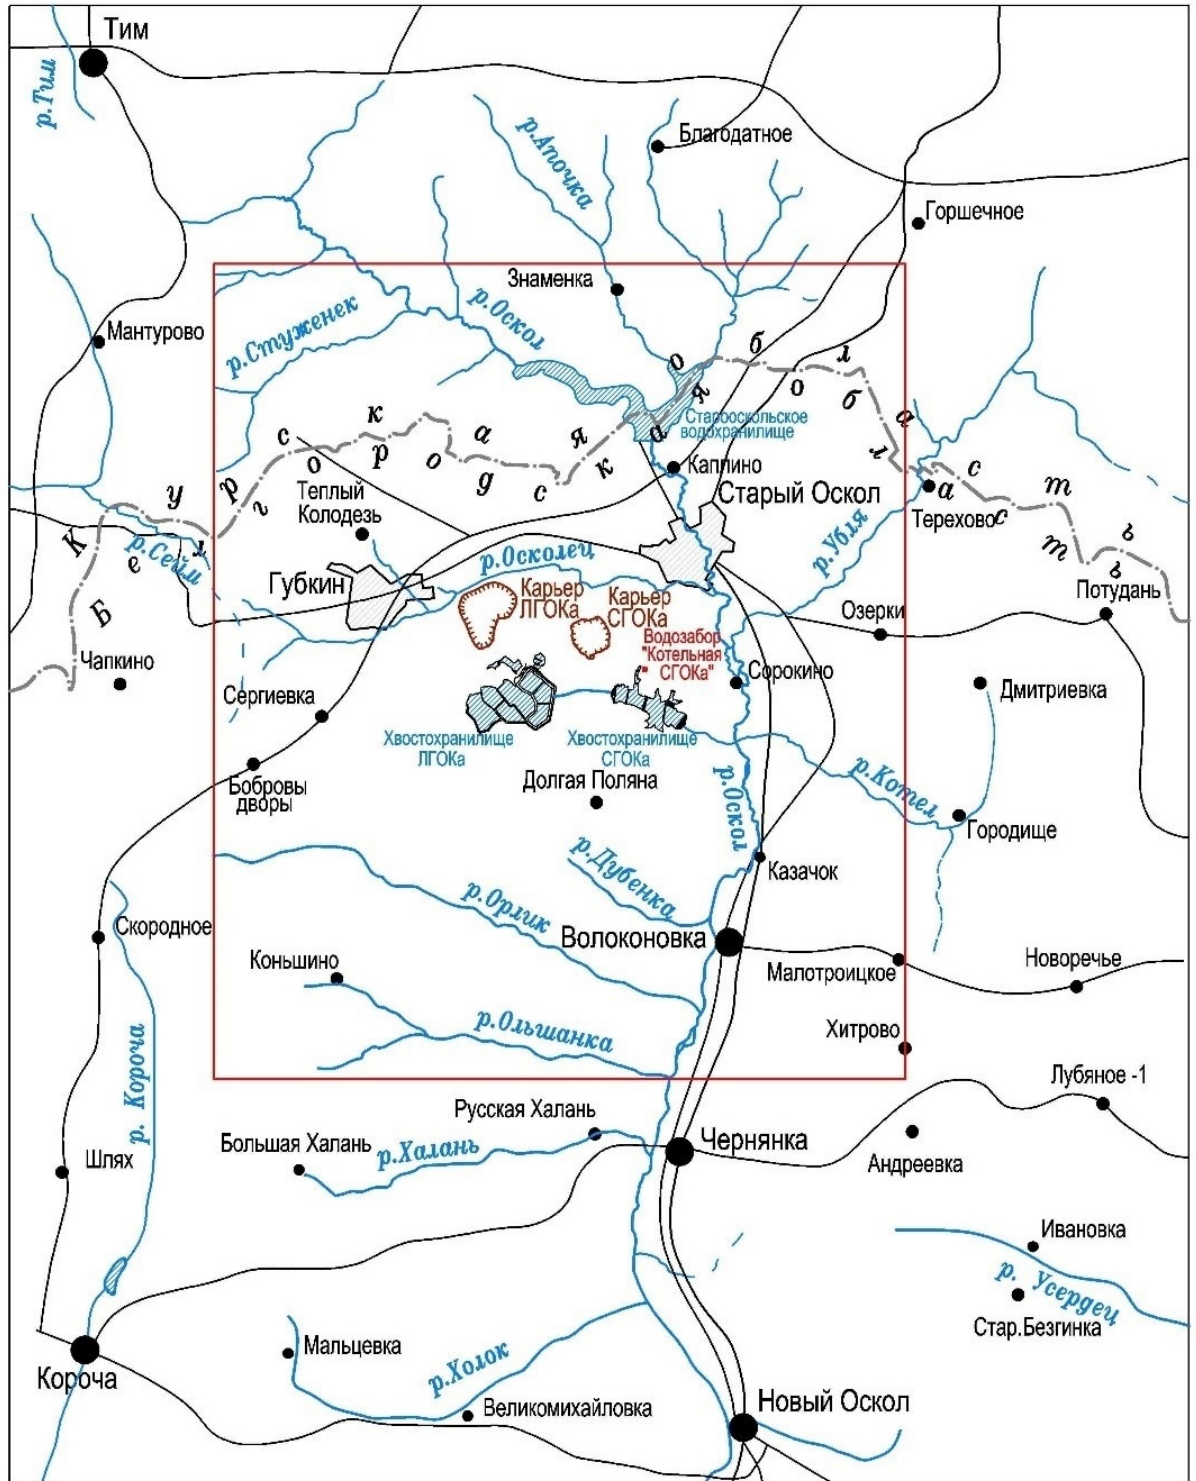 Тим
р.Тим
Благодатное
р.Апочка
Горшечное
Знаменка
р.Оскол
р.Стуженек
Мантурово
Курская область
Белгородская область
Старооскольское
водохранилище
Каплино
Старый Оскол
Теплый
Колодезь
Терехово
р.Убля
р.Сейм
р.Осколец
Губкин
Карьер
ЛГОКа
Карьер
СГОКа
Потудань
Озерки
Водозабор
"Котельная
СГОКа"
Чапкино
Сорокино
Дмитриевка
Сергиевка
Хвостохранилище
ЛГОКа
Хвостохранилище
СГОКа
Бобровы
дворы
Долгая Поляна
р.Оскол
р.Котел
Городище
Казачок
р.Дубенка
р.Орлик
Скородное
Волоконовка
Коньшино
Малотроицкое
Новоречье
р.Ольшанка
Хитрово
р. Короча
Лубяное -1
Русская Халань
Большая Халань
р.Халань
Чернянка
Андреевка
Шлях
Ивановка
р. Усердец
Стар.Безгинка
Мальцевка
р.Холок
Короча
Великомихайловка
Новый Оскол